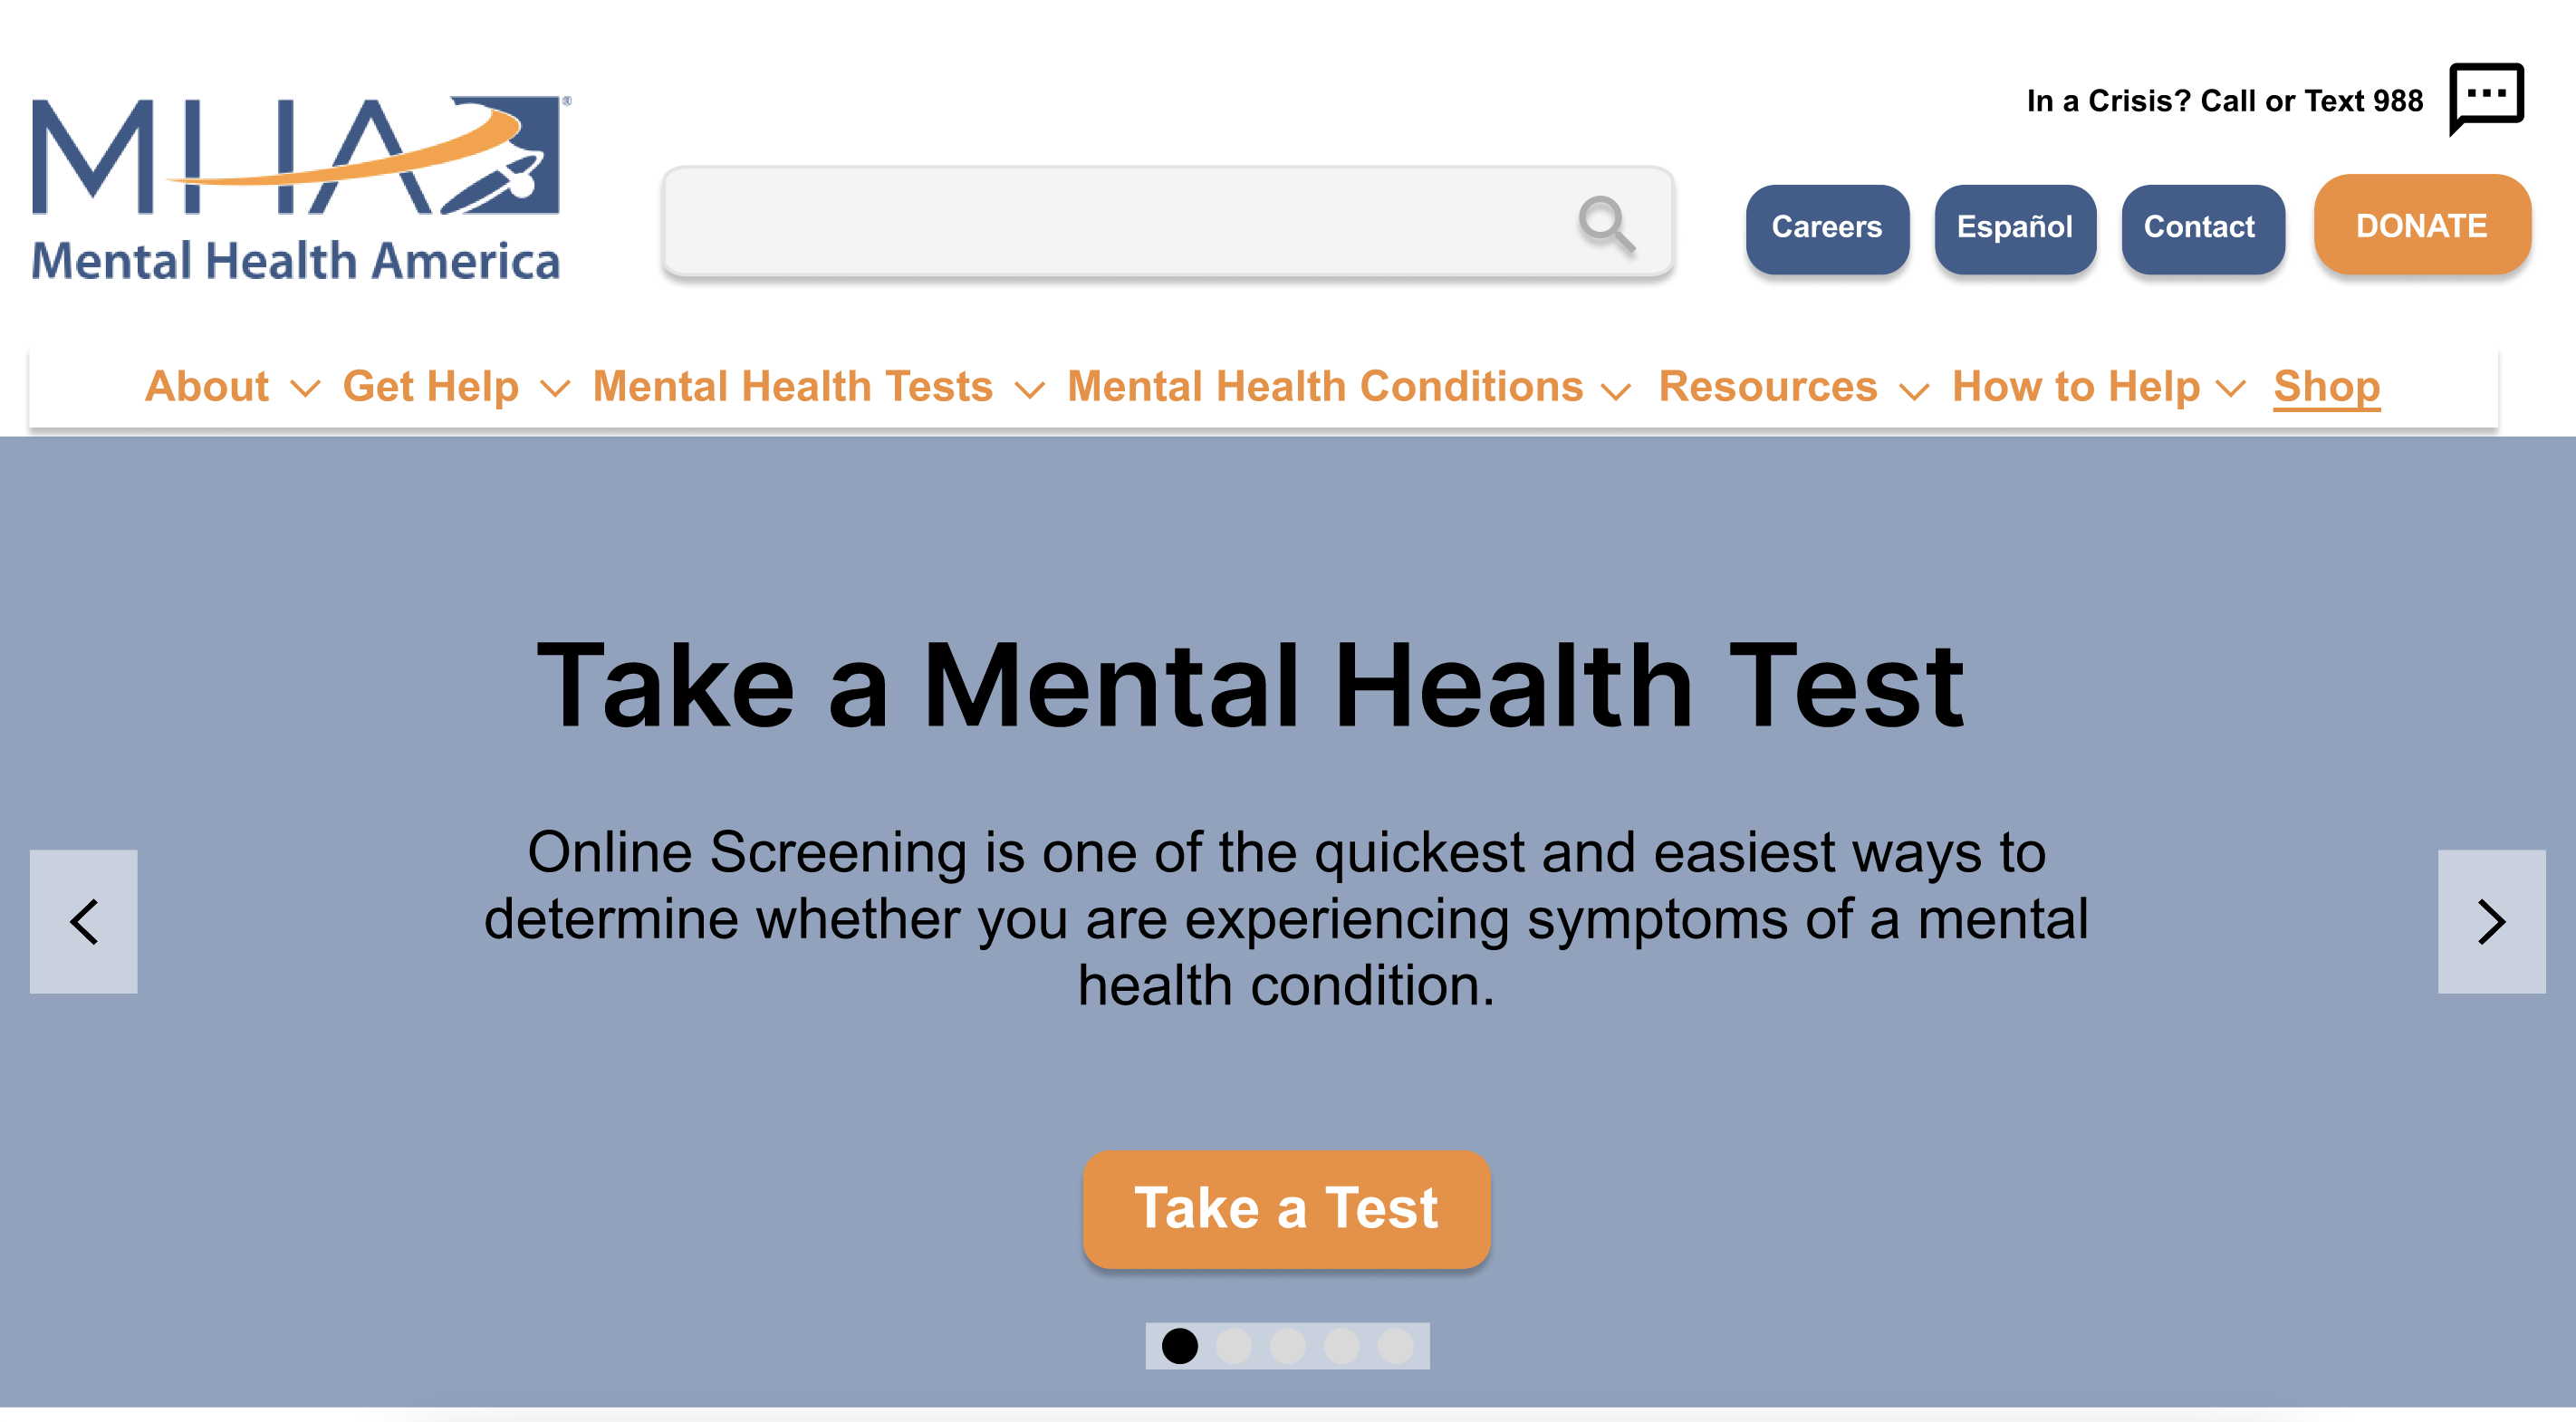 MHA®
Mental Health America
In a Crisis? Call or Text 988
Careers
Español
Contact
DONATE
About
Get Help
Mental Health Tests
Mental Health Conditions
Resources
How to Help
Shop
Take a Mental Health Test
Online Screening is one of the quickest and easiest ways to
determine whether you are experiencing symptoms of a mental
health condition.
Take a Test